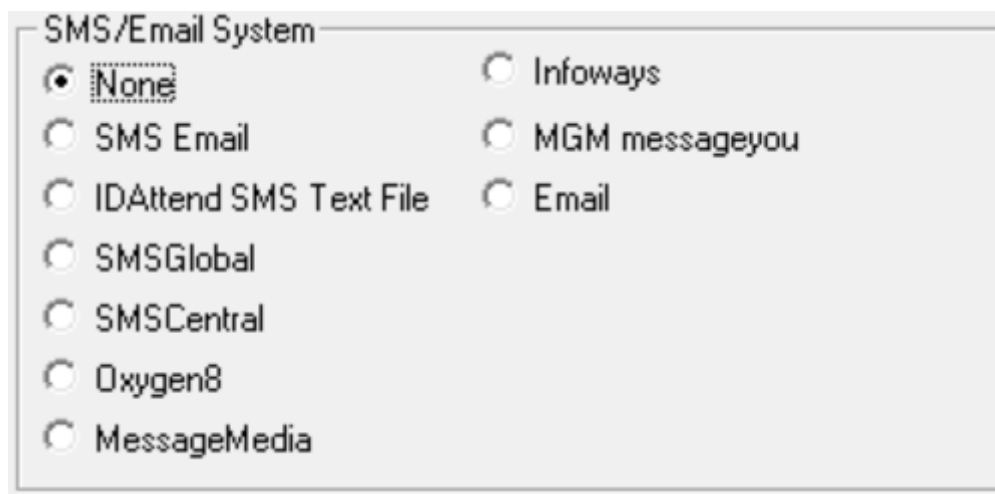 SMS/Email System
None
SMS Email
IDAttend SMS Text File
SMSGlobal
SMSCentral
Oxygen8
MessageMedia
Infoways
MGM messageyou
Email